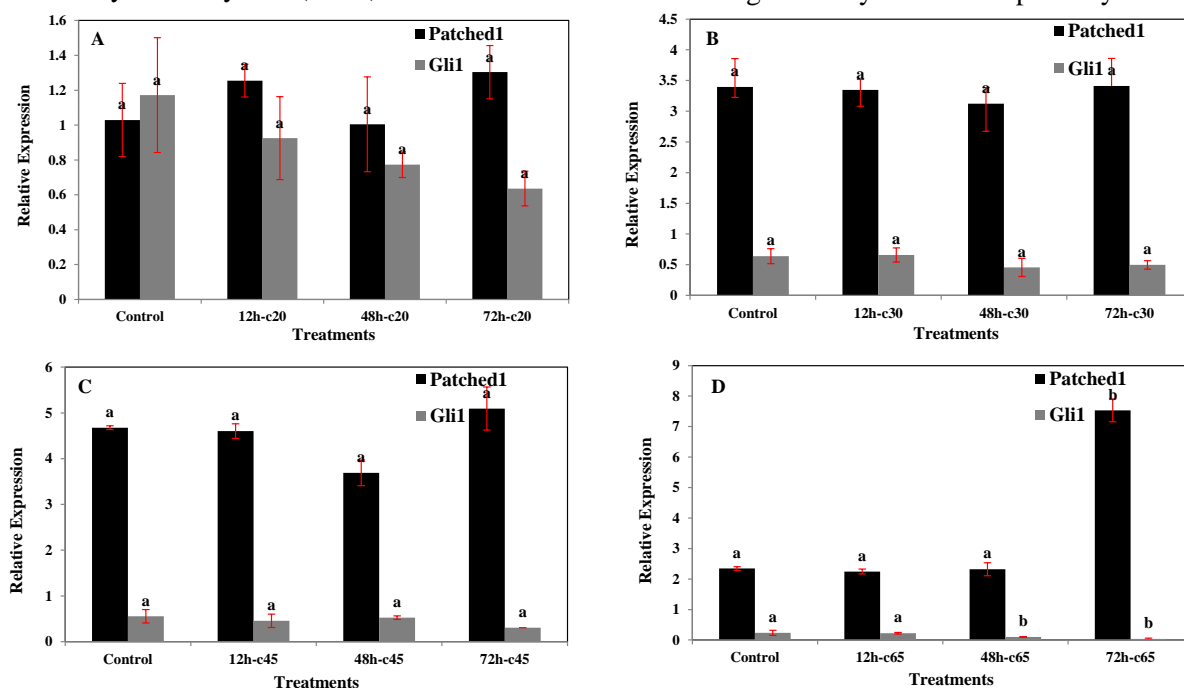 A
Patched1
Gli1
Relative Expression
1.6
1.4
1.2
1
0.8
0.6
0.4
0.2
0
a a a a a a a a
Control 12h-c20 48h-c20 72h-c20
Treatments
B
Patched1
Gli1
Relative Expression
4.5
4
3.5
3
2.5
2
1.5
1
0.5
0
a a a a a a a a
Control 12h-c30 48h-c30 72h-c30
Treatments
C
Patched1
Gli1
Relative Expression
6
5
4
3
2
1
0
a a a a a a a a
Control 12h-c45 48h-c45 72h-c45
Treatments
D
Patched1
Gli1
Relative Expression
9
8
7
6
5
4
3
2
1
0
a a a a a b b b
Control 12h-c65 48h-c65 72h-c65
Treatments